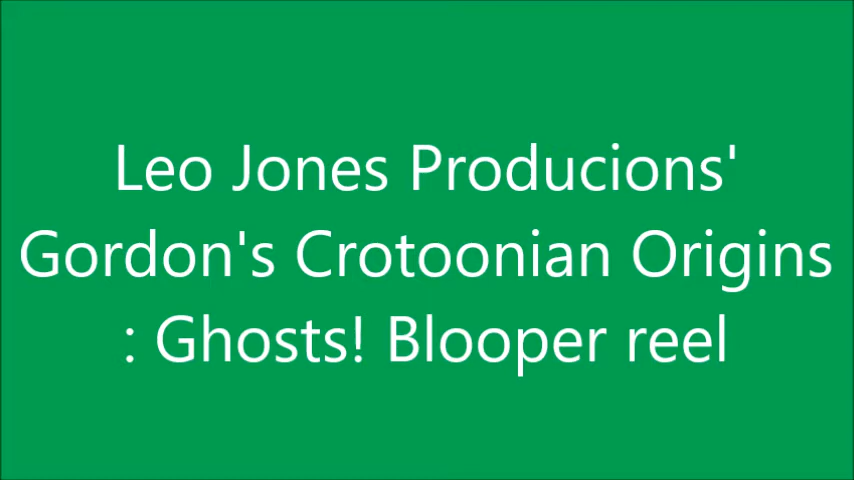 Leo Jones Producions'
Gordon's Crotoonian Origins
: Ghosts! Blooper reel